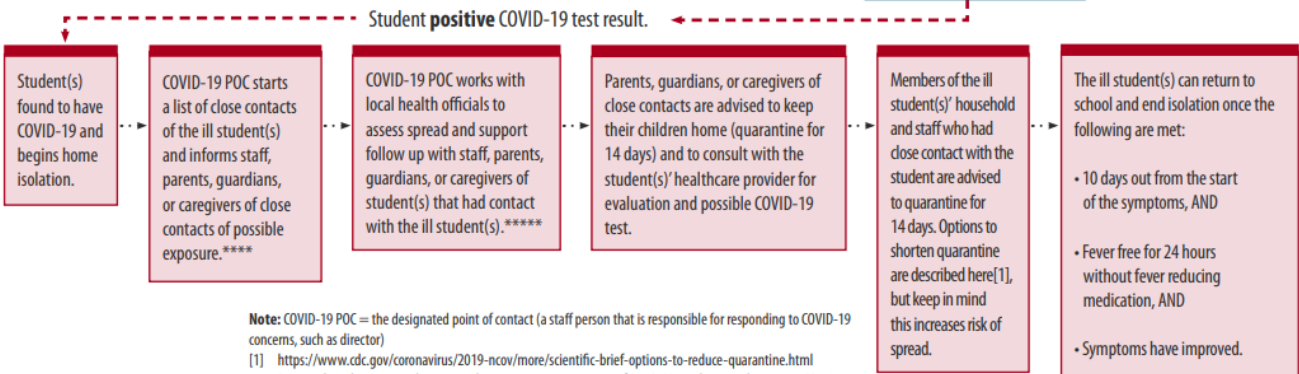 Student positive COVID-19 test result.
Student(s)
found to have
COVID-19 and
begins home
isolation.
COVID-19 POC starts
a list of close contacts
of the ill student(s)
and informs staff,
parents, guardians,
or caregivers of close
contacts of possible
exposure.****
COVID-19 POC works with
local health officials to
assess spread and support
follow up with staff, parents,
guardians, or caregivers of
student(s) that had contact
with the ill student(s).*****
Parents, guardians, or caregivers of
close contacts are advised to keep
their children home (quarantine for
14 days) and to consult with the
student(s)' healthcare provider for
evaluation and possible COVID-19
test.
Members of the ill
student(s)' household
and staff who had
close contact with the
student are advised
to quarantine for
14 days. Options to
shorten quarantine
are described here[1],
but keep in mind
this increases risk of
spread.
The ill student(s) can return to
school and end isolation once the
following are met:
• 10 days out from the start
of the symptoms, AND
• Fever free for 24 hours
without fever reducing
medication, AND
• Symptoms have improved.
Note: COVID-19 POC = the designated point of contact (a staff person that is responsible for responding to COVID-19
concerns, such as director)
[1] https://www.cdc.gov/coronavirus/2019-ncov/more/scientific-brief-options-to-reduce-quarantine.html